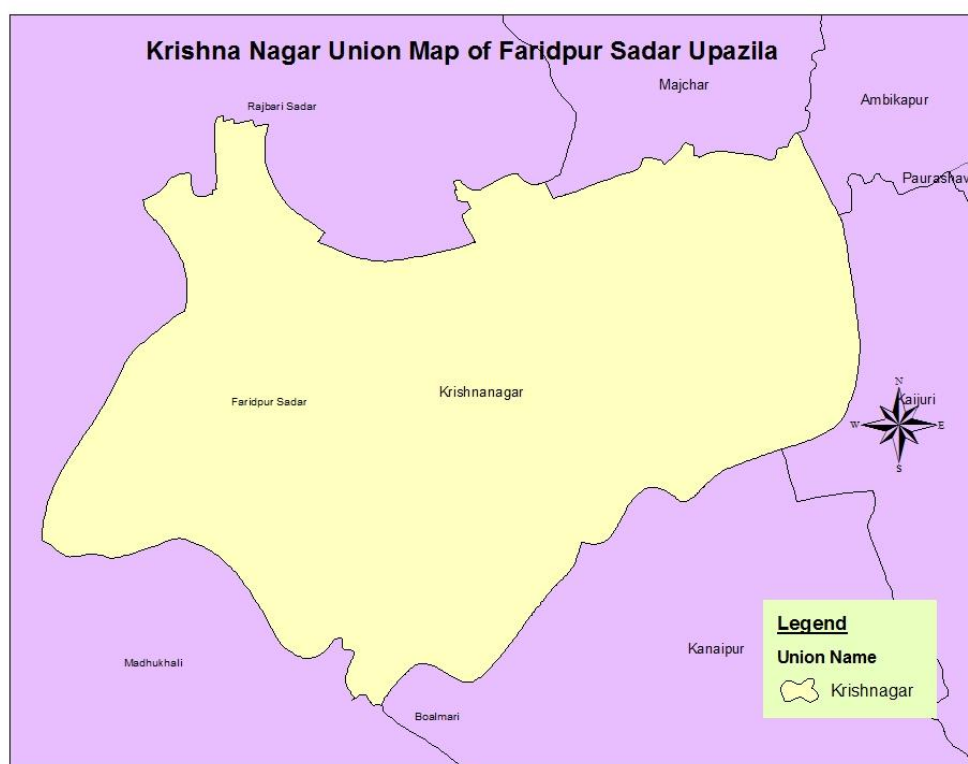 Krishna Nagar Union Map of Faridpur Sadar Upazila
Majchar
Rajbari Sadar
Ambikapur
Paurashav
Krishnanagar
Faridpur Sadar
N
Kaijuri
W
E
S
Legend
Union Name
Krishnagar
Kanaipur
Madhukhali
Boalmari